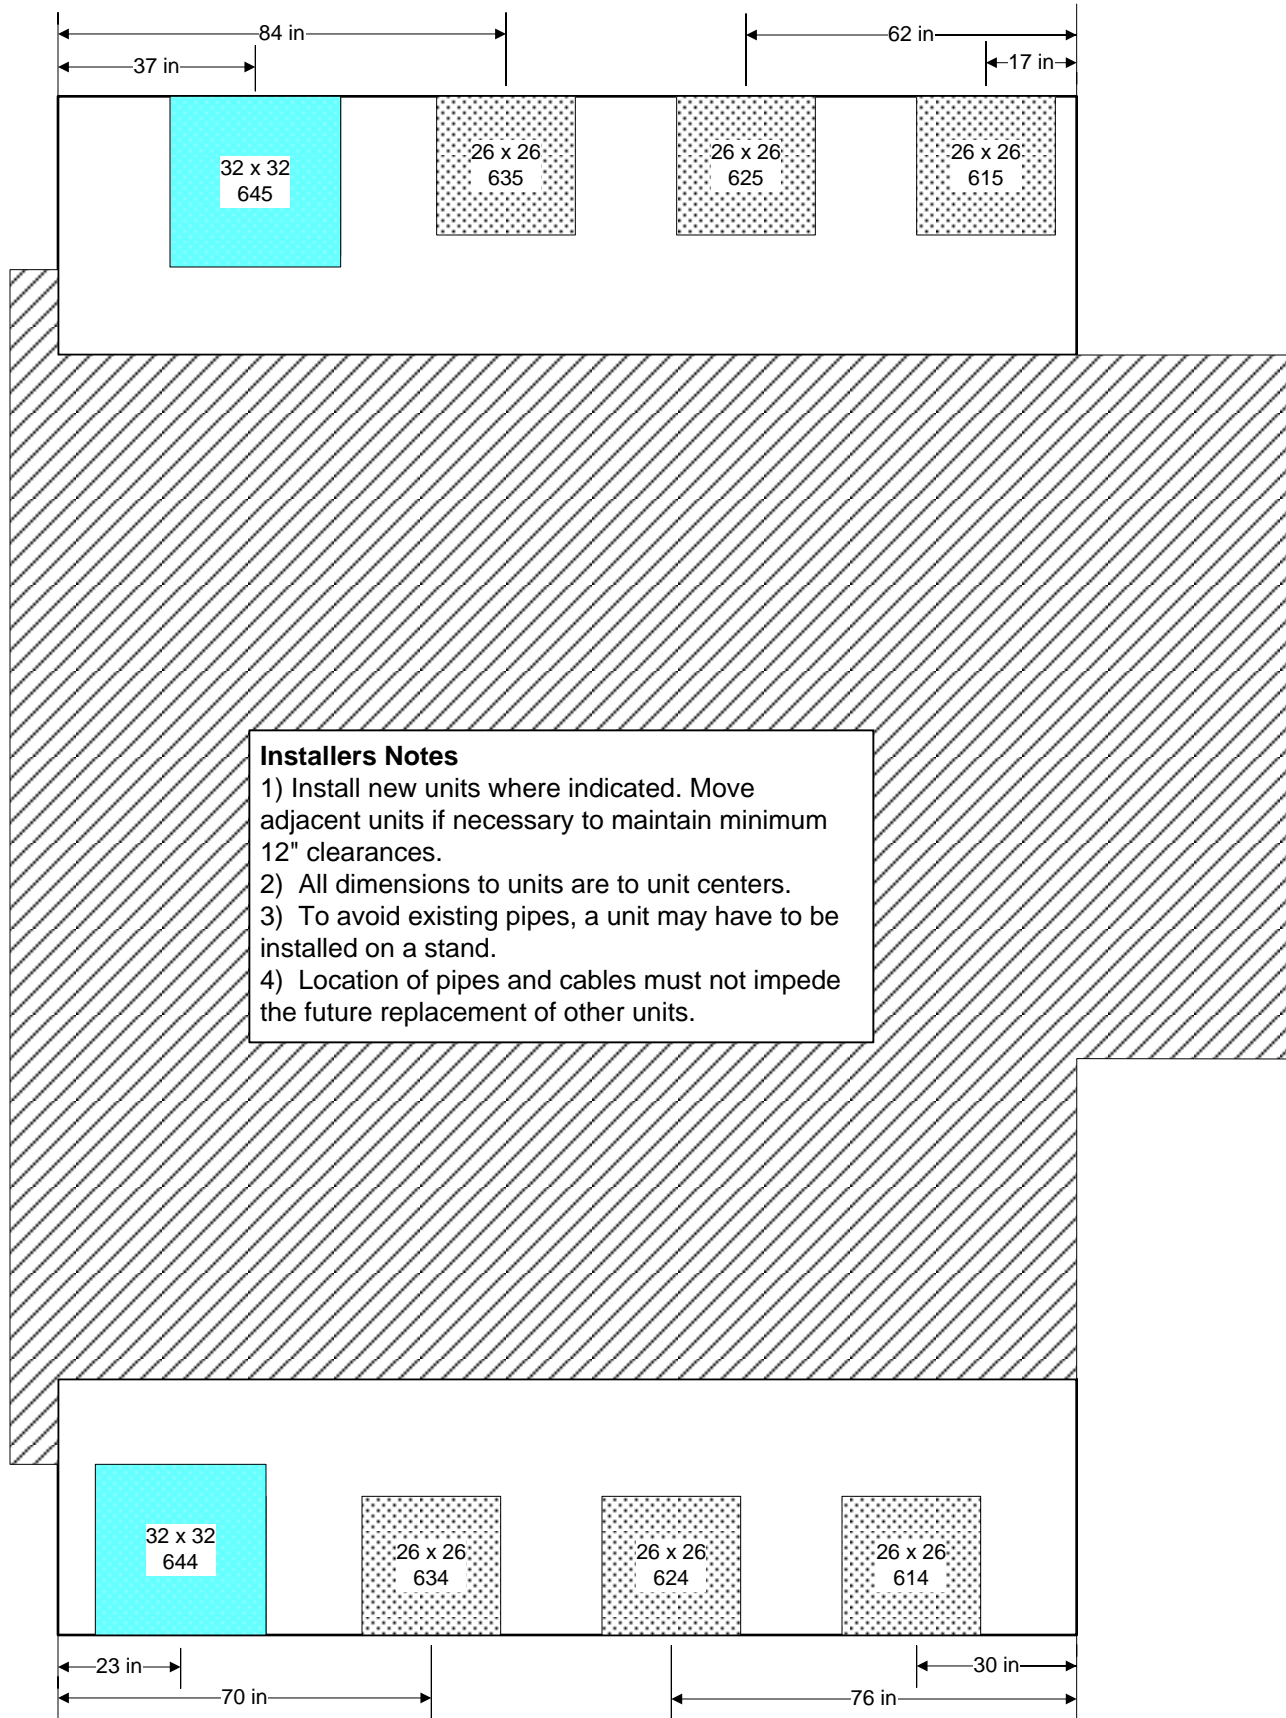 84 in
62 in
37 in
17 in
32 x 32
645
26 x 26
635
26 x 26
625
26 x 26
615
Installers Notes
1) Install new units where indicated. Move
adjacent units if necessary to maintain minimum
12" clearances.
2)  All dimensions to units are to unit centers.
3)  To avoid existing pipes, a unit may have to be
installed on a stand.
4)  Location of pipes and cables must not impede
the future replacement of other units.
32 x 32
644
26 x 26
634
26 x 26
624
26 x 26
614
23 in
30 in
70 in
76 in